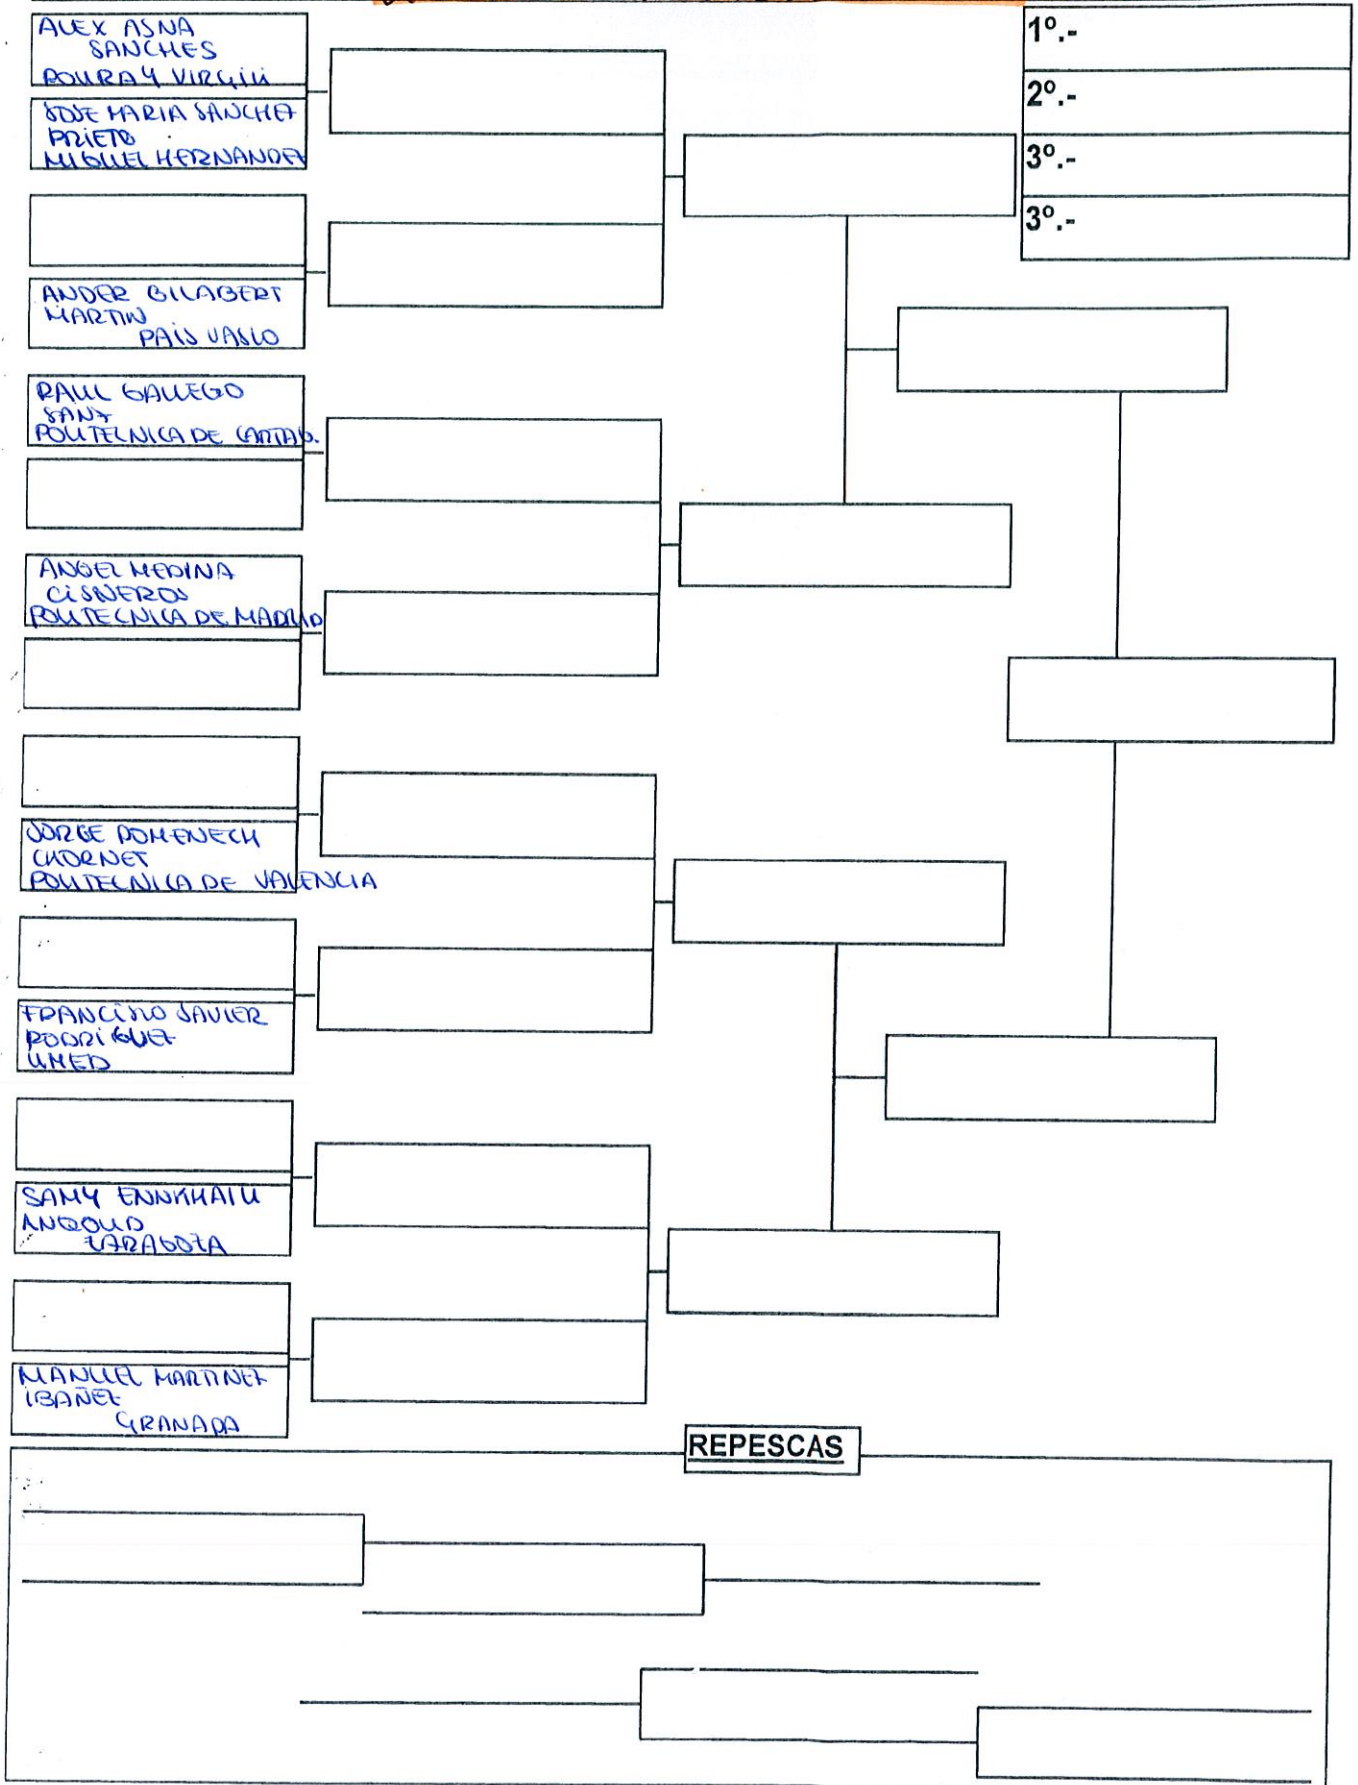 ALEX ASNA
SANCHES
ROVIRA Y VIRGILI
JOSE MARIA SANCHEZ
PRIETO
MIGUEL HERNANDEZ
ANDER GILABERT
MARTIN
PAIS VASCO
RAUL GALLEGO
SANZ
POLITECNICA DE CARTAG.
ANGEL MEDINA
CISNEROS
POLITECNICA DE MADRID
JORGE DOMENECH
CHORNET
POLITECNICA DE VALENCIA
FRANCISCO JAVIER
RODRIGUEZ
UNED
SAMY ENNKHAILI
ANQOUD
ZARAGOZA
MANUEL MARTINEZ
IBAÑEZ
GRANADA
1º.-
2º.-
3º.-
3º.-
REPESCAS